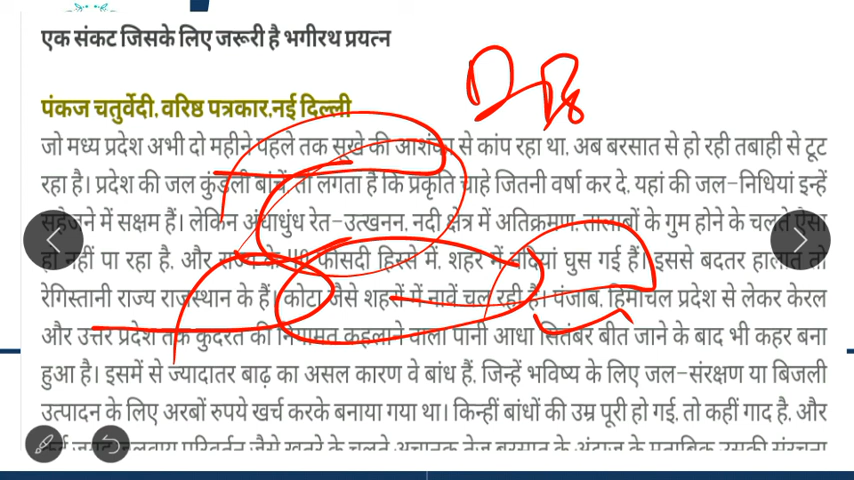 एक संकट जिसके लिए जरूरी है भगीरथ प्रयत्न
पंकज चतुर्वेदी, वरिष्ठ पत्रकार,नई दिल्ली
जो मध्य प्रदेश अभी दो महीने पहले तक सूखे की आशंका से कांप रहा था, अब बरसात से हो रही तबाही से टूट
रहा है। प्रदेश की जल कुंडली बांचें, तो लगता है कि प्रकृति चाहे जितनी वर्षा कर दे, यहां की जल-निधियां इन्हें
सहेजने में सक्षम हैं। लेकिन अंधाधुंध रेत-उत्खनन, नदी क्षेत्र में अतिक्रमण, तालाबों के गुम होने के चलते ऐसा
हो नहीं पा रहा है, और के फीसदी हिस्से में, शहर में नदियां घुस गई हैं। इससे बदतर हालात तो
रेगिस्तानी राज्य राजस्थान के हैं। कोटा जैसे शहरों में नावें चल रही है। पंजाब, हिमाचल प्रदेश से लेकर केरल
और उत्तर प्रदेश तक कुदरत की नियामत कहलाने वाला पानी आधा सितंबर बीत जाने के बाद भी कहर बना
हुआ है। इसमें से ज्यादातर बाढ़ का असल कारण वे बांध हैं, जिन्हें भविष्य के लिए जल-संरक्षण या बिजली
उत्पादन के लिए अरबों रुपये खर्च करके बनाया गया था। किन्हीं बांधों की उम्र पूरी हो गई, तो कहीं गाद है, और